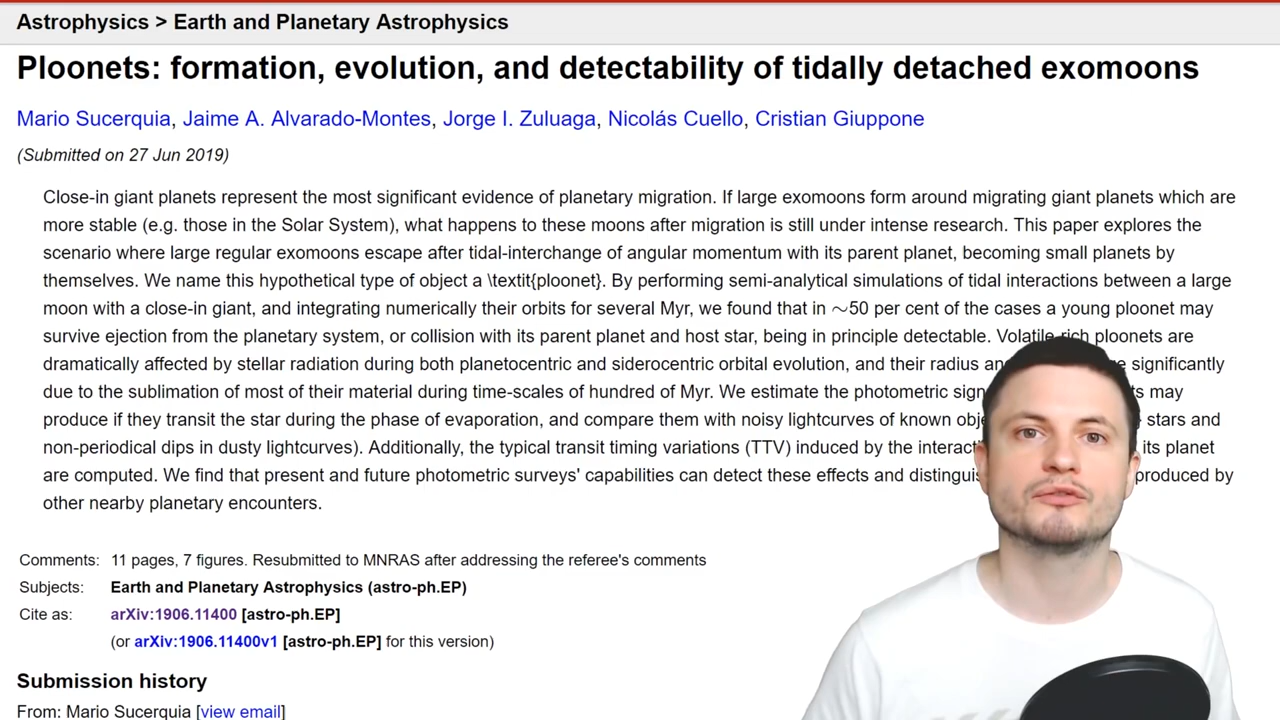 Astrophysics > Earth and Planetary Astrophysics
Ploonets: formation, evolution, and detectability of tidally detached exomoons
Mario Sucerquia, Jaime A. Alvarado-Montes, Jorge I. Zuluaga, Nicolás Cuello, Cristian Giuppone
(Submitted on 27 Jun 2019)
Close-in giant planets represent the most significant evidence of planetary migration. If large exomoons form around migrating giant planets which are
more stable (e.g. those in the Solar System), what happens to these moons after migration is still under intense research. This paper explores the
scenario where large regular exomoons escape after tidal-interchange of angular momentum with its parent planet, becoming small planets by
themselves. We name this hypothetical type of object a \textit{ploonet}. By performing semi-analytical simulations of tidal interactions between a large
moon with a close-in giant, and integrating numerically their orbits for several Myr, we found that in ∼50 per cent of the cases a young ploonet may
survive ejection from the planetary system, or collision with its parent planet and host star, being in principle detectable. Volatile-rich ploonets are
dramatically affected by stellar radiation during both planetocentric and siderocentric orbital evolution, and their radius significantly
due to the sublimation of most of their material during time-scales of hundred of Myr. We estimate the photometric may
produce if they transit the star during the phase of evaporation, and compare them with noisy lightcurves of known stars and
non-periodical dips in dusty lightcurves). Additionally, the typical transit timing variations (TTV) induced by the its planet
are computed. We find that present and future photometric surveys' capabilities can detect these effects and produced by
other nearby planetary encounters.
Comments: 11 pages, 7 figures. Resubmitted to MNRAS after addressing the referee's comments
Subjects: Earth and Planetary Astrophysics (astro-ph.EP)
Cite as: arXiv:1906.11400 [astro-ph.EP]
(or arXiv:1906.11400v1 [astro-ph.EP] for this version)
Submission history
From: Mario Sucerquia [view email]